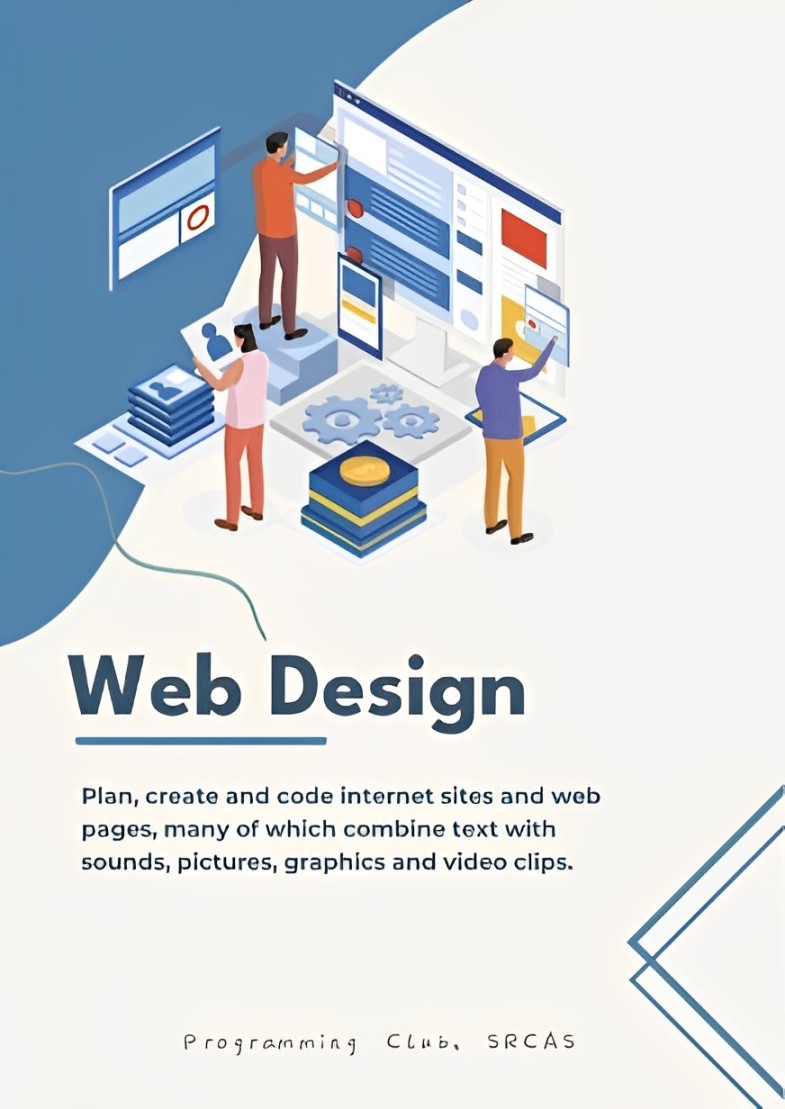 Web Design
Plan, create and code internet sites and web
pages, many of which combine text with
sounds, pictures, graphics and video clips.
Programming Club, SRCAS